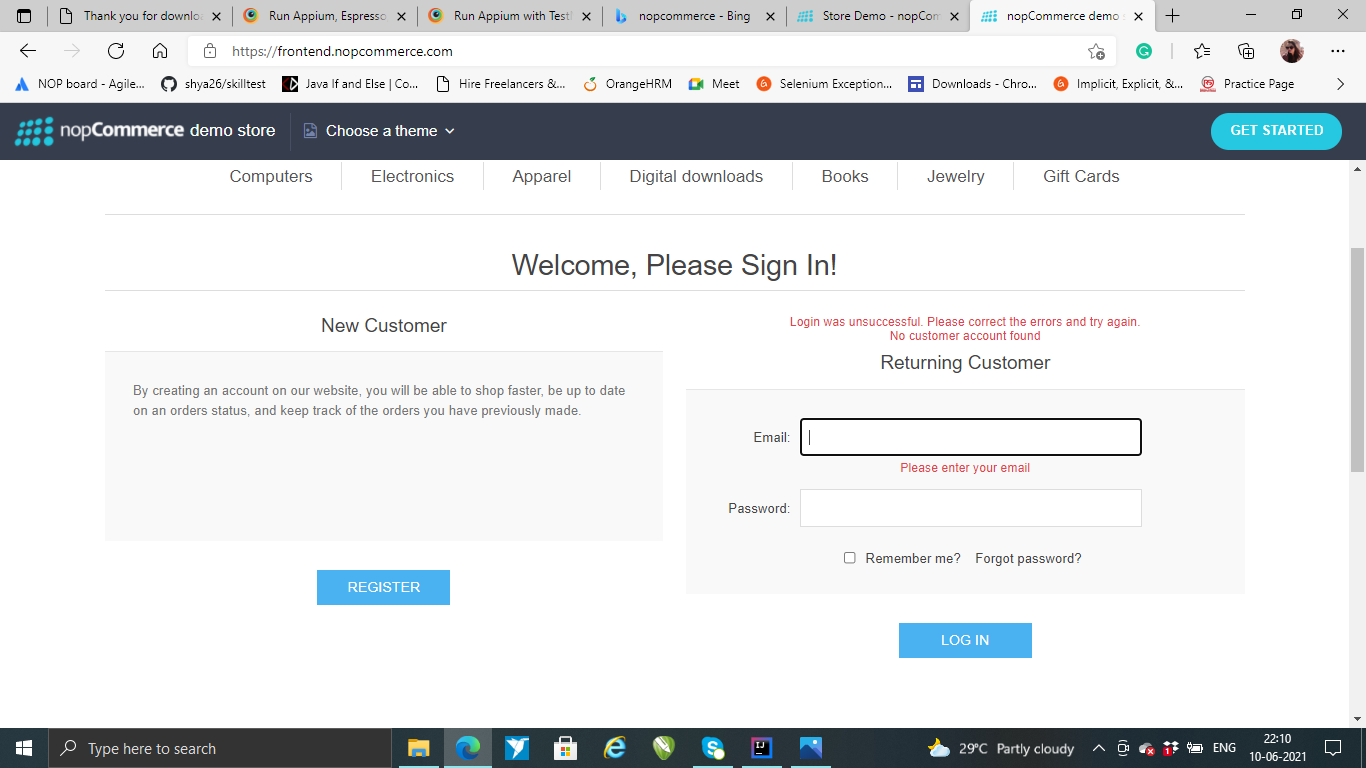 Thank you for downlo
Run Appium, Espresso
Run Appium with Test
nopcommerce - Bing
Store Demo - nopCom
nopCommerce demo s
https://frontend.nopcommerce.com
NOP board - Agile...
shya26/skilltest
Java If and Else | Co...
Hire Freelancers &...
OrangeHRM
Meet
Selenium Exception...
Downloads - Chro...
Implicit, Explicit, &...
Practice Page
nopCommerce demo store
Choose a theme
GET STARTED
Computers
Electronics
Apparel
Digital downloads
Books
Jewelry
Gift Cards
Welcome, Please Sign In!
New Customer
By creating an account on our website, you will be able to shop faster, be up to date
on an orders status, and keep track of the orders you have previously made.
REGISTER
Login was unsuccessful. Please correct the errors and try again.
No customer account found
Returning Customer
Email:
Please enter your email
Password:
Remember me? Forgot password?
LOG IN
Type here to search
29°C Partly cloudy
ENG
22:10
10-06-2021